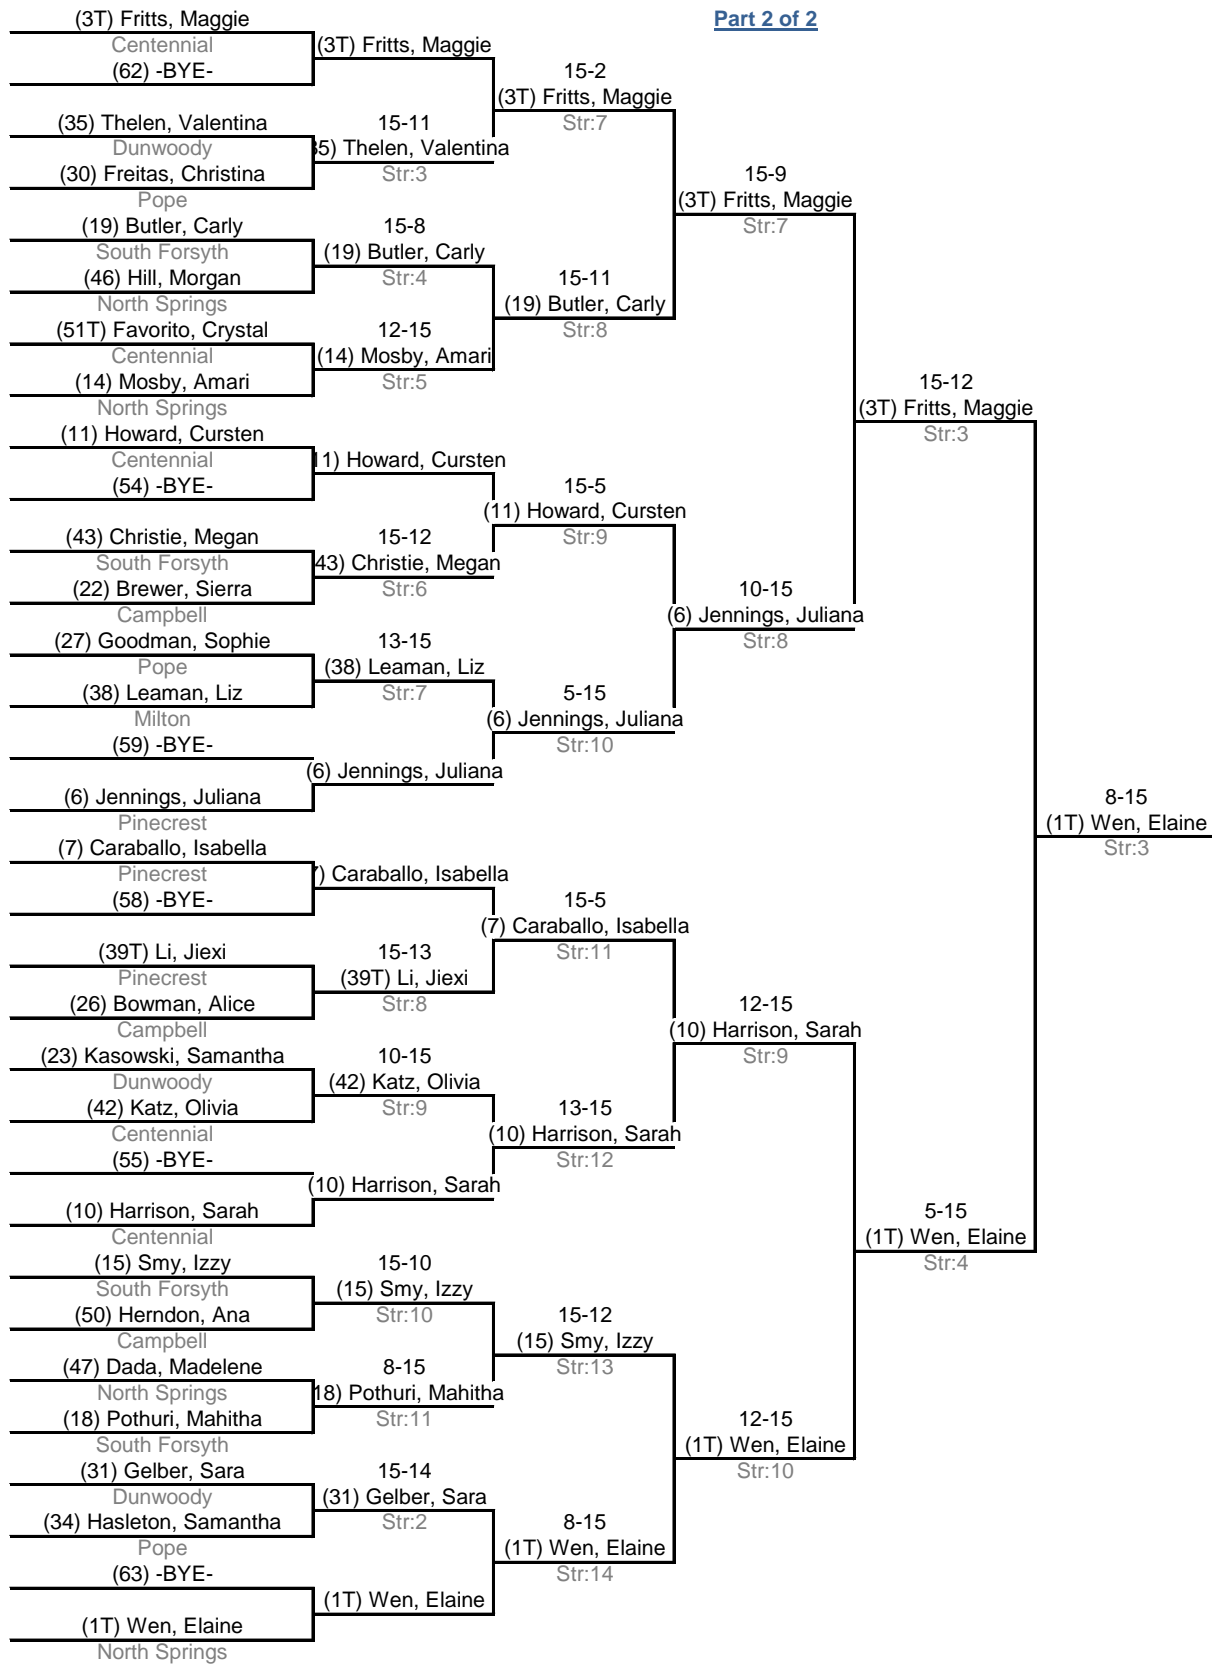 Part 2 of 2
(3T) Fritts, Maggie
Centennial
(62) -BYE-
(35) Thelen, Valentina
Dunwoody
(30) Freitas, Christina
Pope
(19) Butler, Carly
South Forsyth
(46) Hill, Morgan
North Springs
(51T) Favorito, Crystal
Centennial
(14) Mosby, Amari
North Springs
(11) Howard, Cursten
Centennial
(54) -BYE-
(43) Christie, Megan
South Forsyth
(22) Brewer, Sierra
Campbell
(27) Goodman, Sophie
Pope
(38) Leaman, Liz
Milton
(59) -BYE-
(6) Jennings, Juliana
Pinecrest
(7) Caraballo, Isabella
Pinecrest
(58) -BYE-
(39T) Li, Jiexi
Pinecrest
(26) Bowman, Alice
Campbell
(23) Kasowski, Samantha
Dunwoody
(42) Katz, Olivia
Centennial
(55) -BYE-
(10) Harrison, Sarah
Centennial
(15) Smy, Izzy
South Forsyth
(50) Herndon, Ana
Campbell
(47) Dada, Madelene
North Springs
(18) Pothuri, Mahitha
South Forsyth
(31) Gelber, Sara
Dunwoody
(34) Hasleton, Samantha
Pope
(63) -BYE-
(1T) Wen, Elaine
North Springs
(3T) Fritts, Maggie
15-11
35) Thelen, Valentina
Str:3
15-8
(19) Butler, Carly
Str:4
12-15
(14) Mosby, Amari
Str:5
11) Howard, Cursten
15-12
43) Christie, Megan
Str:6
13-15
(38) Leaman, Liz
Str:7
(6) Jennings, Juliana
7) Caraballo, Isabella
15-13
(39T) Li, Jiexi
Str:8
10-15
(42) Katz, Olivia
Str:9
(10) Harrison, Sarah
15-10
(15) Smy, Izzy
Str:10
8-15
18) Pothuri, Mahitha
Str:11
15-14
(31) Gelber, Sara
Str:2
(1T) Wen, Elaine
15-2
(3T) Fritts, Maggie
Str:7
15-11
(19) Butler, Carly
Str:8
15-5
(11) Howard, Cursten
Str:9
5-15
(6) Jennings, Juliana
Str:10
15-5
(7) Caraballo, Isabella
Str:11
13-15
(10) Harrison, Sarah
Str:12
15-12
(15) Smy, Izzy
Str:13
8-15
(1T) Wen, Elaine
Str:14
15-9
(3T) Fritts, Maggie
Str:7
10-15
(6) Jennings, Juliana
Str:8
12-15
(10) Harrison, Sarah
Str:9
12-15
(1T) Wen, Elaine
Str:10
15-12
(3T) Fritts, Maggie
Str:3
5-15
(1T) Wen, Elaine
Str:4
8-15
(1T) Wen, Elaine
Str:3